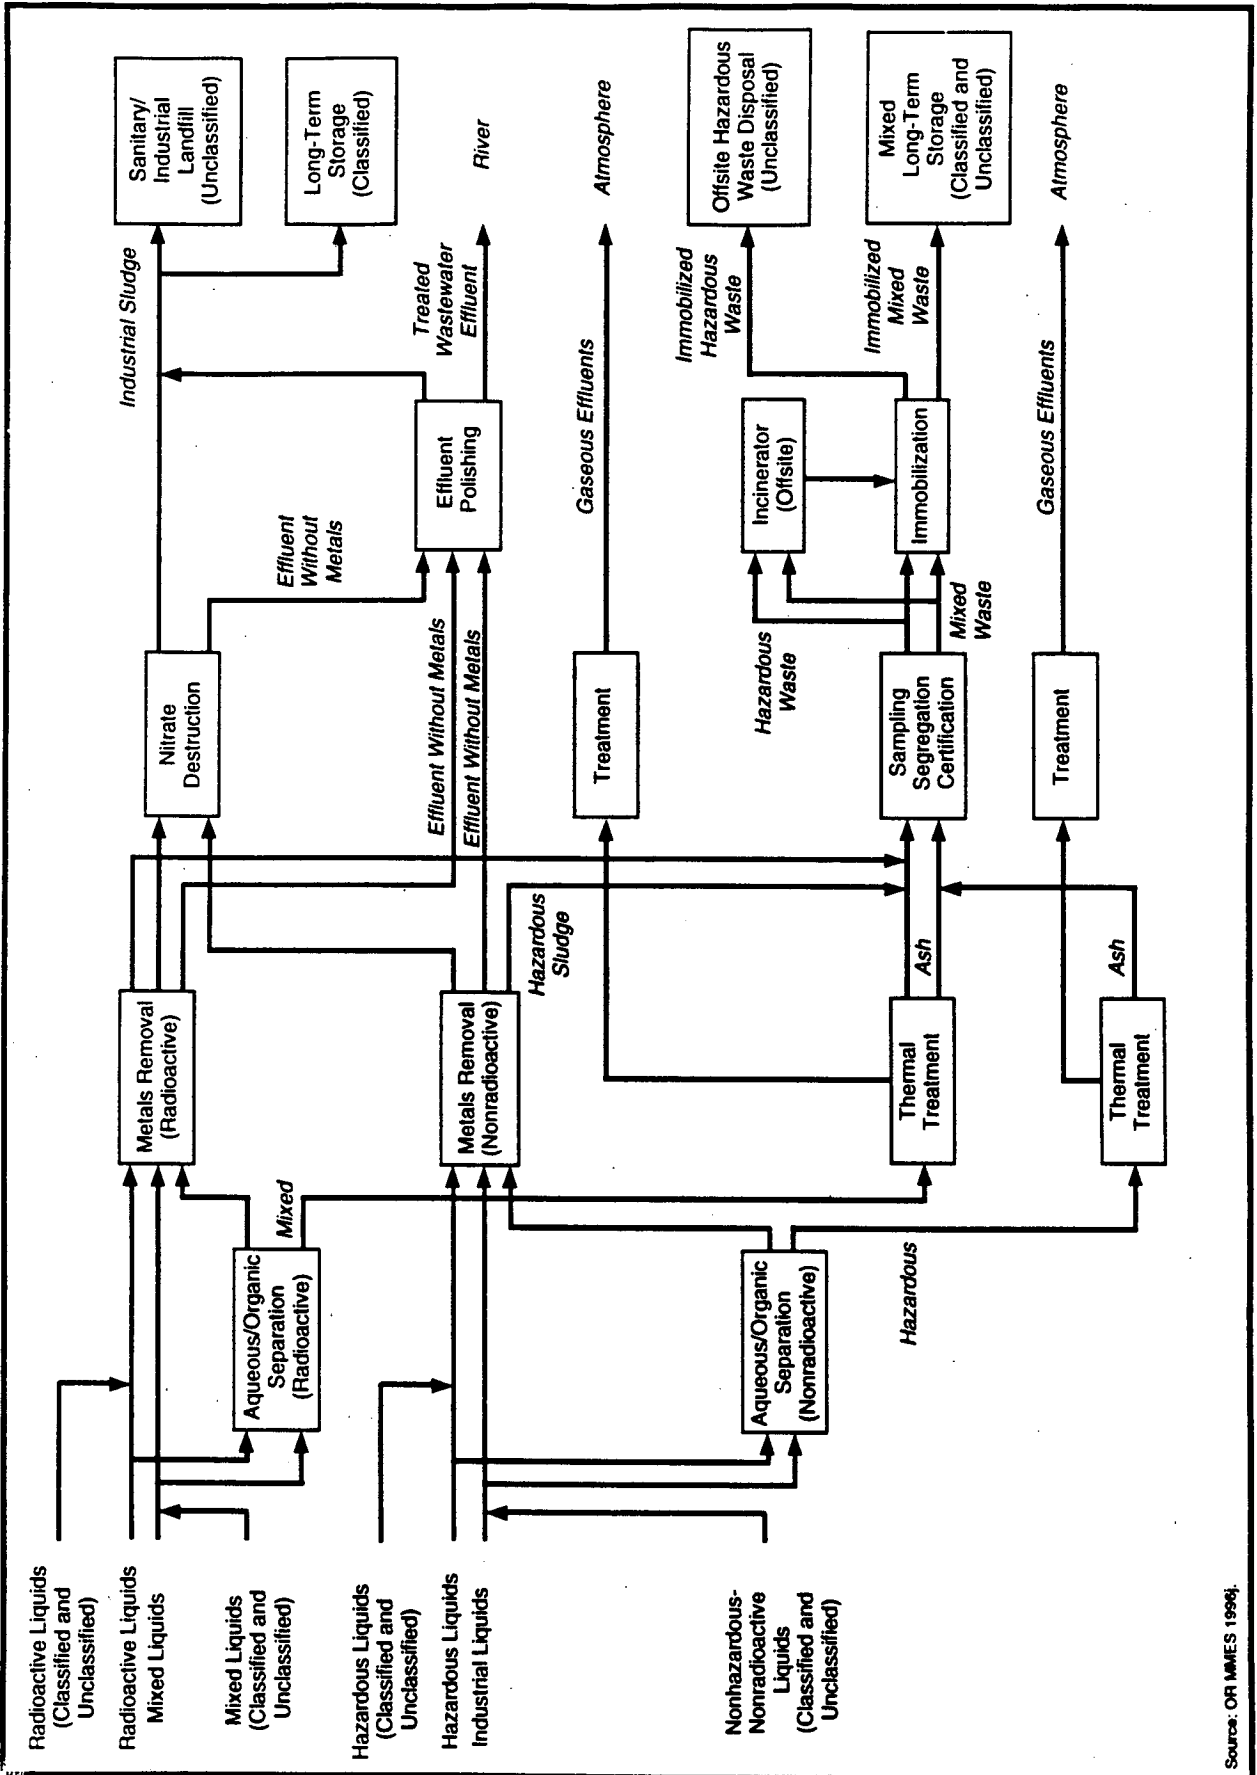 Radioactive Liquids
(Classified and
Unclassified)
Radioactive Liquids
Mixed Liquids
Mixed Liquids
(Classified and
Unclassified)
Hazardous Liquids
(Classified and
Unclassified)
Hazardous Liquids
Industrial Liquids
Nonhazardous-
Nonradioactive
Liquids
(Classified and
Unclassified)
Aqueous/Organic
Separation
(Radioactive)
Mixed
Aqueous/Organic
Separation
(Nonradioactive)
Hazardous
Metals Removal
(Radioactive)
Metals Removal
(Nonradioactive)
Hazardous
Sludge
Thermal
Treatment
Ash
Thermal
Treatment
Ash
Nitrate
Destruction
Effluent
Without
Metals
Effluent Without Metals
Effluent Without Metals
Treatment
Sampling
Segregation
Certification
Hazardous
Waste
Mixed
Waste
Treatment
Effluent
Polishing
Incinerator
(Offsite)
Immobilization
Industrial Sludge
Treated
Wastewater
Effluent
Gaseous Effluents
Immobilized
Hazardous
Waste
Immobilized
Mixed
Waste
Gaseous Effluents
Sanitary/
Industrial
Landfill
(Unclassified)
Long-Term
Storage
(Classified)
River
Atmosphere
Offsite Hazardous
Waste Disposal
(Unclassified)
Mixed
Long-Term
Storage
(Classified and
Unclassified)
Atmosphere
Source: OR MMES 1996j.